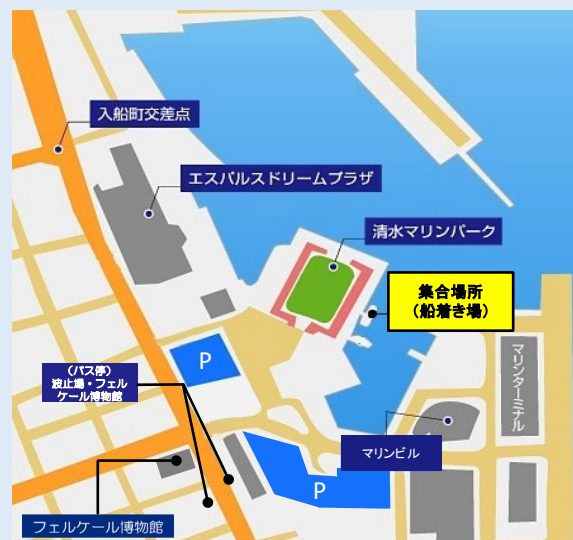 入船町交差点
エスパルスドリームプラザ
清水マリンパーク
集合場所
（船着き場）
マリンターミナル
P
（バス停）
波止場・フェル
ケール博物館
マリンビル
P
フェルケール博物館